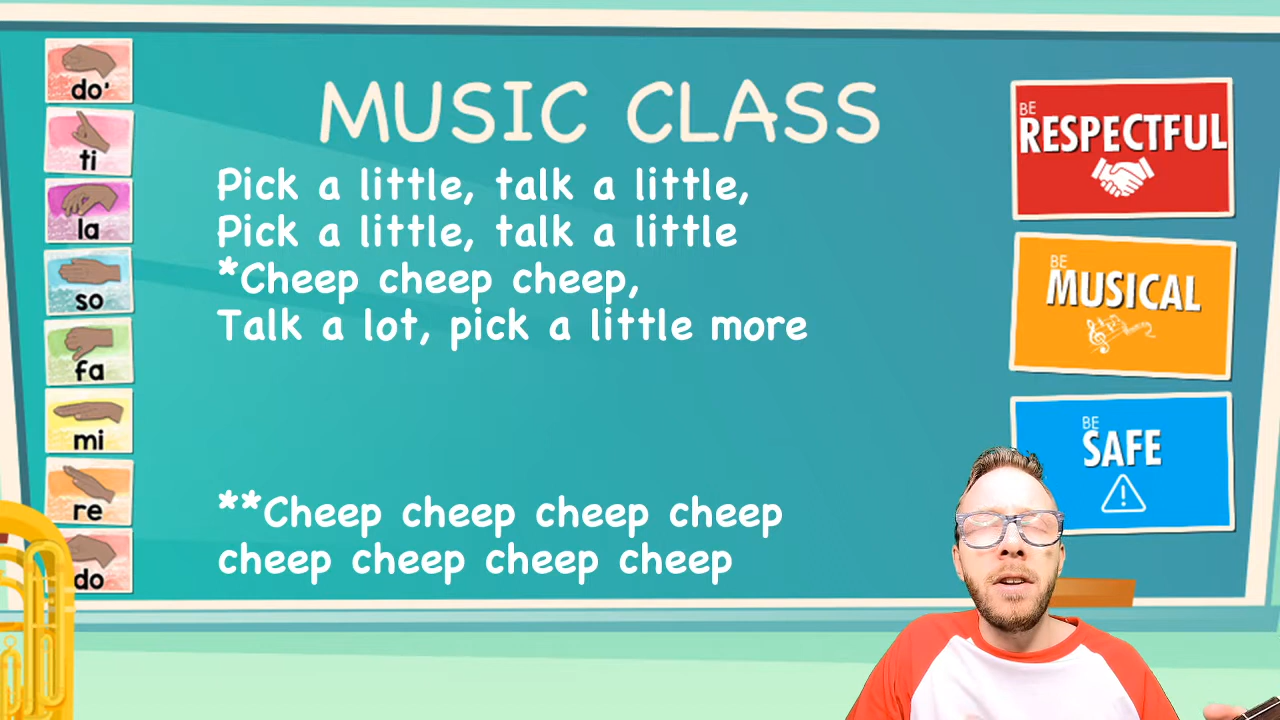 do'
ti
la
so
fa
mi
re
do
MUSIC CLASS
Pick a little, talk a little,
Pick a little, talk a little
*Cheep cheep cheep,
Talk a lot, pick a little more
**Cheep cheep cheep cheep
cheep cheep cheep cheep
BE
RESPECTFUL
BE
MUSICAL
BE
SAFE